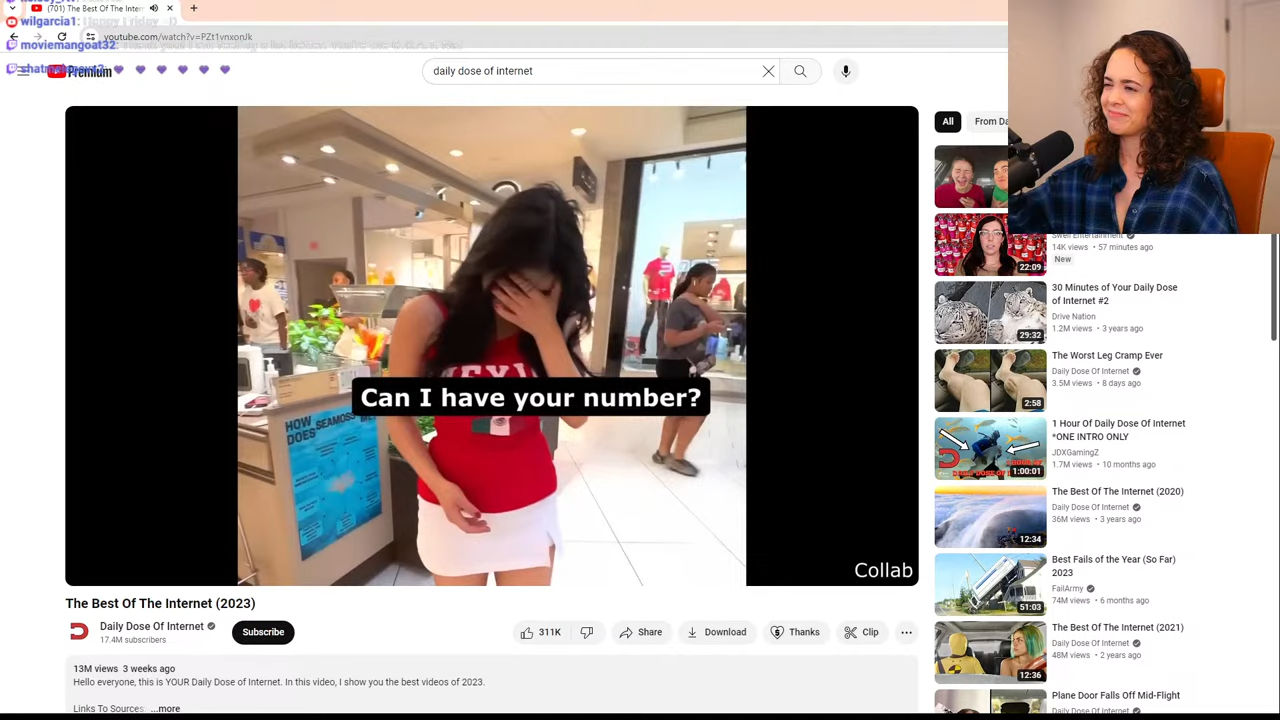 (701) The Best Of The Inter
wilgarcia1: Happy Friday :D
youtube.com/watch?v=PZt1vnxonJk
moviemangoat32:
Premium
daily dose of internet
All
From Da
Swell Entertainment
14K views • 57 minutes ago
New
22:09
30 Minutes of Your Daily Dose
of Internet #2
Drive Nation
1.2M views • 3 years ago
29:32
The Worst Leg Cramp Ever
Daily Dose Of Internet
3.5M views • 8 days ago
2:58
1 Hour Of Daily Dose Of Internet
*ONE INTRO ONLY
JDXGamingZ
1.7M views • 10 months ago
1:00:01
The Best Of The Internet (2020)
Daily Dose Of Internet
36M views • 3 years ago
12:34
Best Fails of the Year (So Far)
2023
FailArmy
74M views • 6 months ago
51:03
The Best Of The Internet (2021)
Daily Dose Of Internet
48M views • 2 years ago
12:36
Plane Door Falls Off Mid-Flight
Daily Dose Of Internet
Can I have your number?
HOW
DOES SEAMOSS
Collab
The Best Of The Internet (2023)
Daily Dose Of Internet
17.4M subscribers
Subscribe
311K
Share
Download
Thanks
Clip
13M views 3 weeks ago
Hello everyone, this is YOUR Daily Dose of Internet. In this video, I show you the best videos of 2023.
Links To Sources: ...more